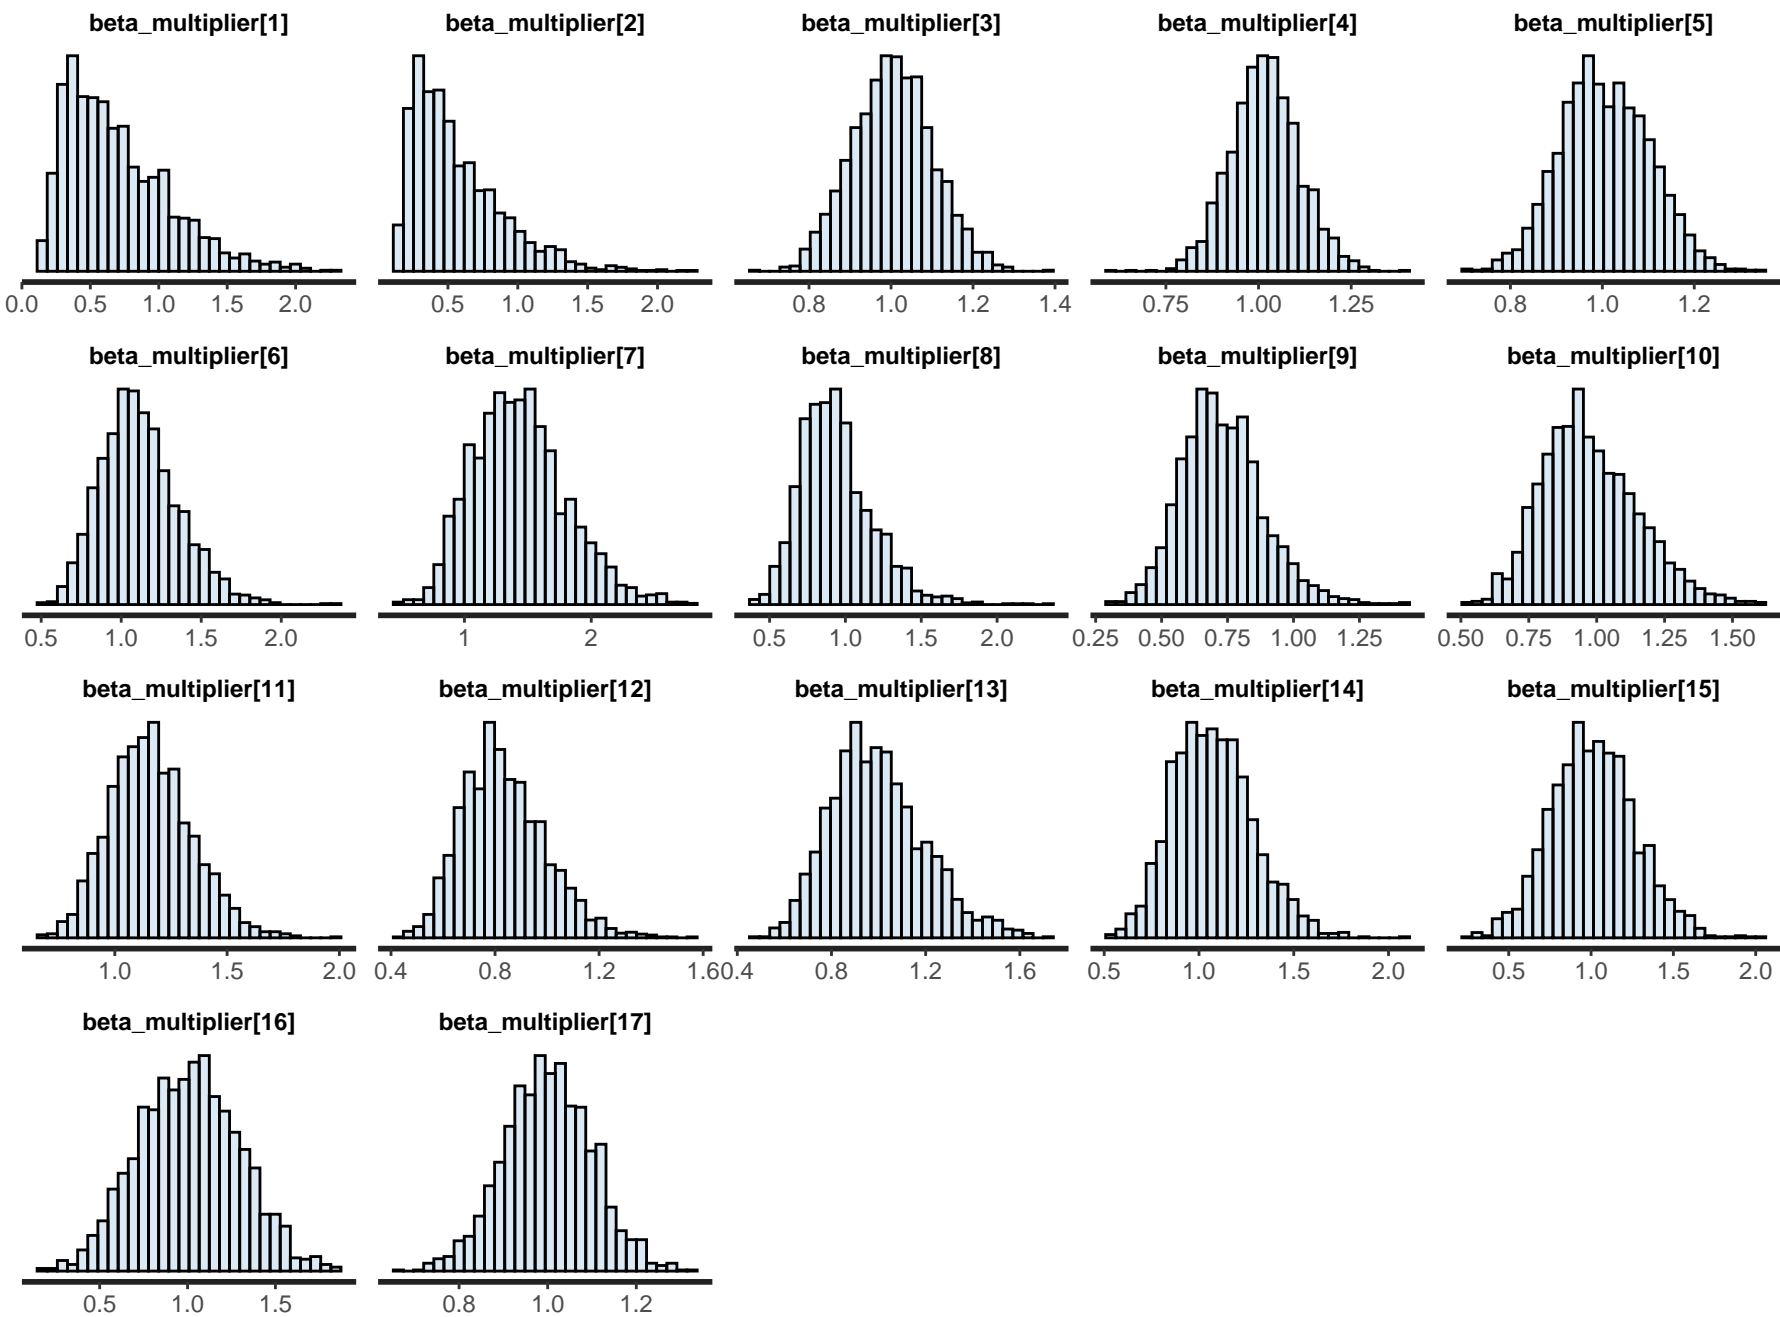 beta_multiplier[1] beta_multiplier[2] beta_multiplier[3] beta_multiplier[4] beta_multiplier[5]
0.0 0.5 1.0 1.5 2.0 0.5 1.0 1.5 2.0 0.8 1.0 1.2 1.4 0.75 1.00 1.25 0.8 1.0 1.2
beta_multiplier[6] beta_multiplier[7] beta_multiplier[8] beta_multiplier[9] beta_multiplier[10]
0.5 1.0 1.5 2.0 1 2 0.5 1.0 1.5 2.0 0.25 0.50 0.75 1.00 1.25 0.50 0.75 1.00 1.25 1.50
beta_multiplier[11] beta_multiplier[12] beta_multiplier[13] beta_multiplier[14] beta_multiplier[15]
1.0 1.5 2.0 0.4 0.8 1.2 1.6 0.4 0.8 1.2 1.6 0.5 1.0 1.5 2.0 0.5 1.0 1.5 2.0
beta_multiplier[16] beta_multiplier[17]
0.5 1.0 1.5 0.8 1.0 1.2